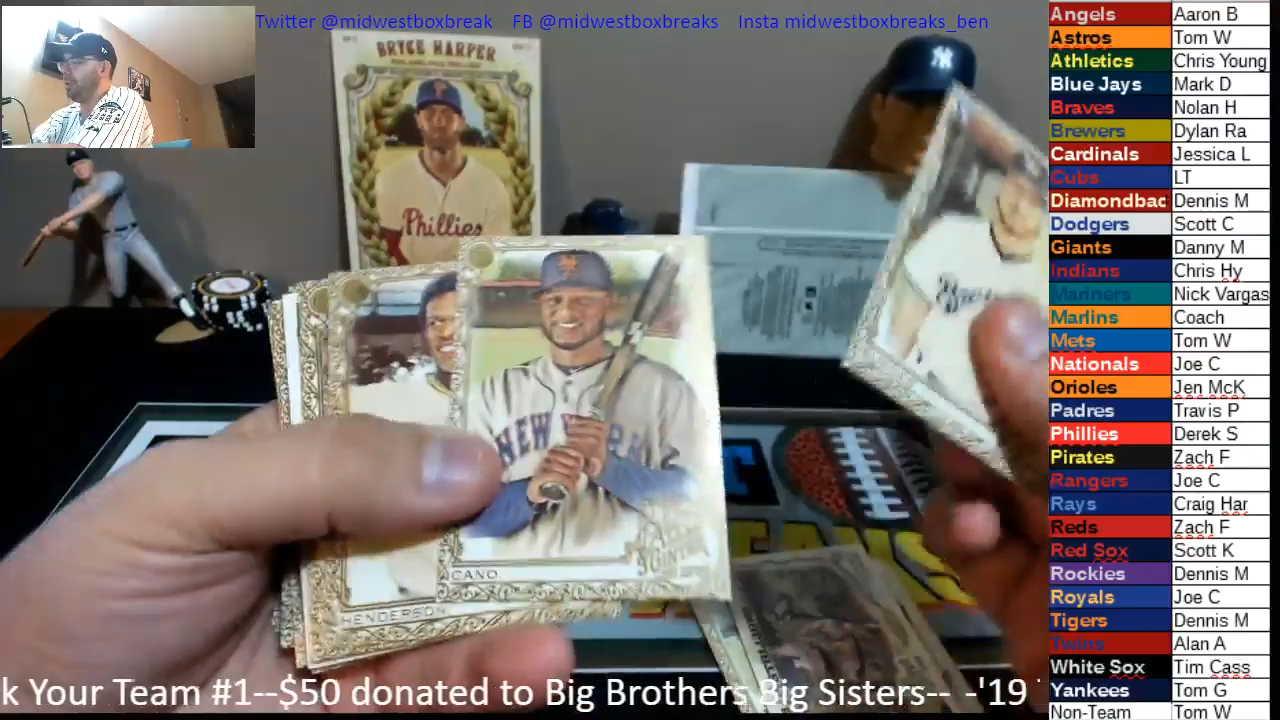 Twitter @midwestboxbreak FB @midwestboxbreaks Insta midwestboxbreaks_ben
BRYCE HARPER
Phillies
NEW YORK
CANO
HENDERSON
Angels Aaron B
Astros Tom W
Athletics Chris Young
Blue Jays Mark D
Braves Nolan H
Brewers Dylan Ra
Cardinals Jessica L
Cubs LT
Diamondbac Dennis M
Dodgers Scott C
Giants Danny M
Indians Chris Hy
Mariners Nick Vargas
Marlins Coach
Mets Tom W
Nationals Joe C
Orioles Jen McK
Padres Travis P
Phillies Derek S
Pirates Zach F
Rangers Joe C
Rays Craig Har
Reds Zach F
Red Sox Scott K
Rockies Dennis M
Royals Joe C
Tigers Dennis M
Twins Alan A
White Sox Tim Cass
Yankees Tom G
Non-Team Tom W
k Your Team #1--$50 donated to Big Brothers Big Sisters-- -'19